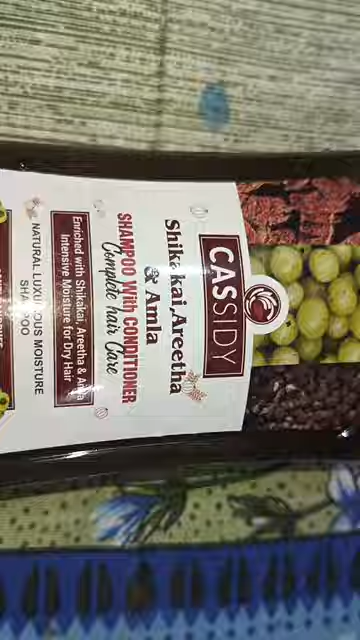 CASSIDY
Shikakai,Areetha
& Amla
SHAMPOO With CONDITIONER
Complete hair Care
Enriched with Shikakai, Areetha & Amla
Intensive Moisture for Dry Hair
NATURAL LUXURIOUS MOISTURE
SHAMPOO